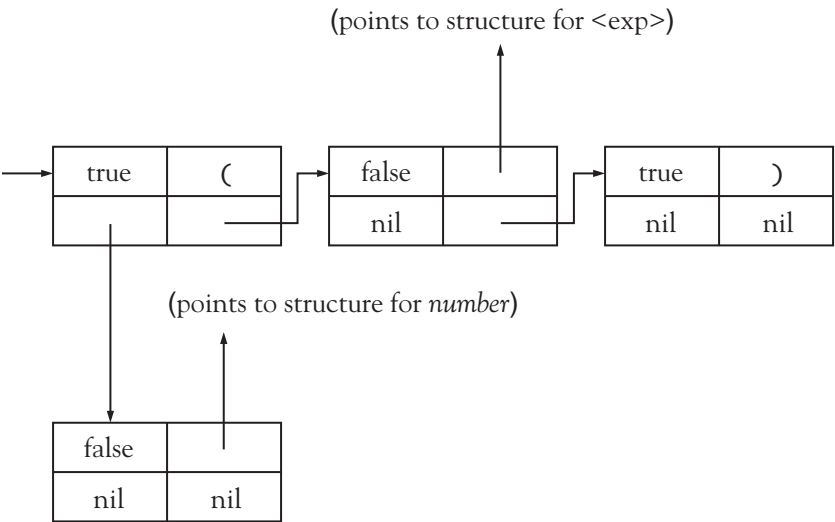 (points to structure for <exp>)
true ( false true )
nil nil nil
(points to structure for number)
false
nil nil